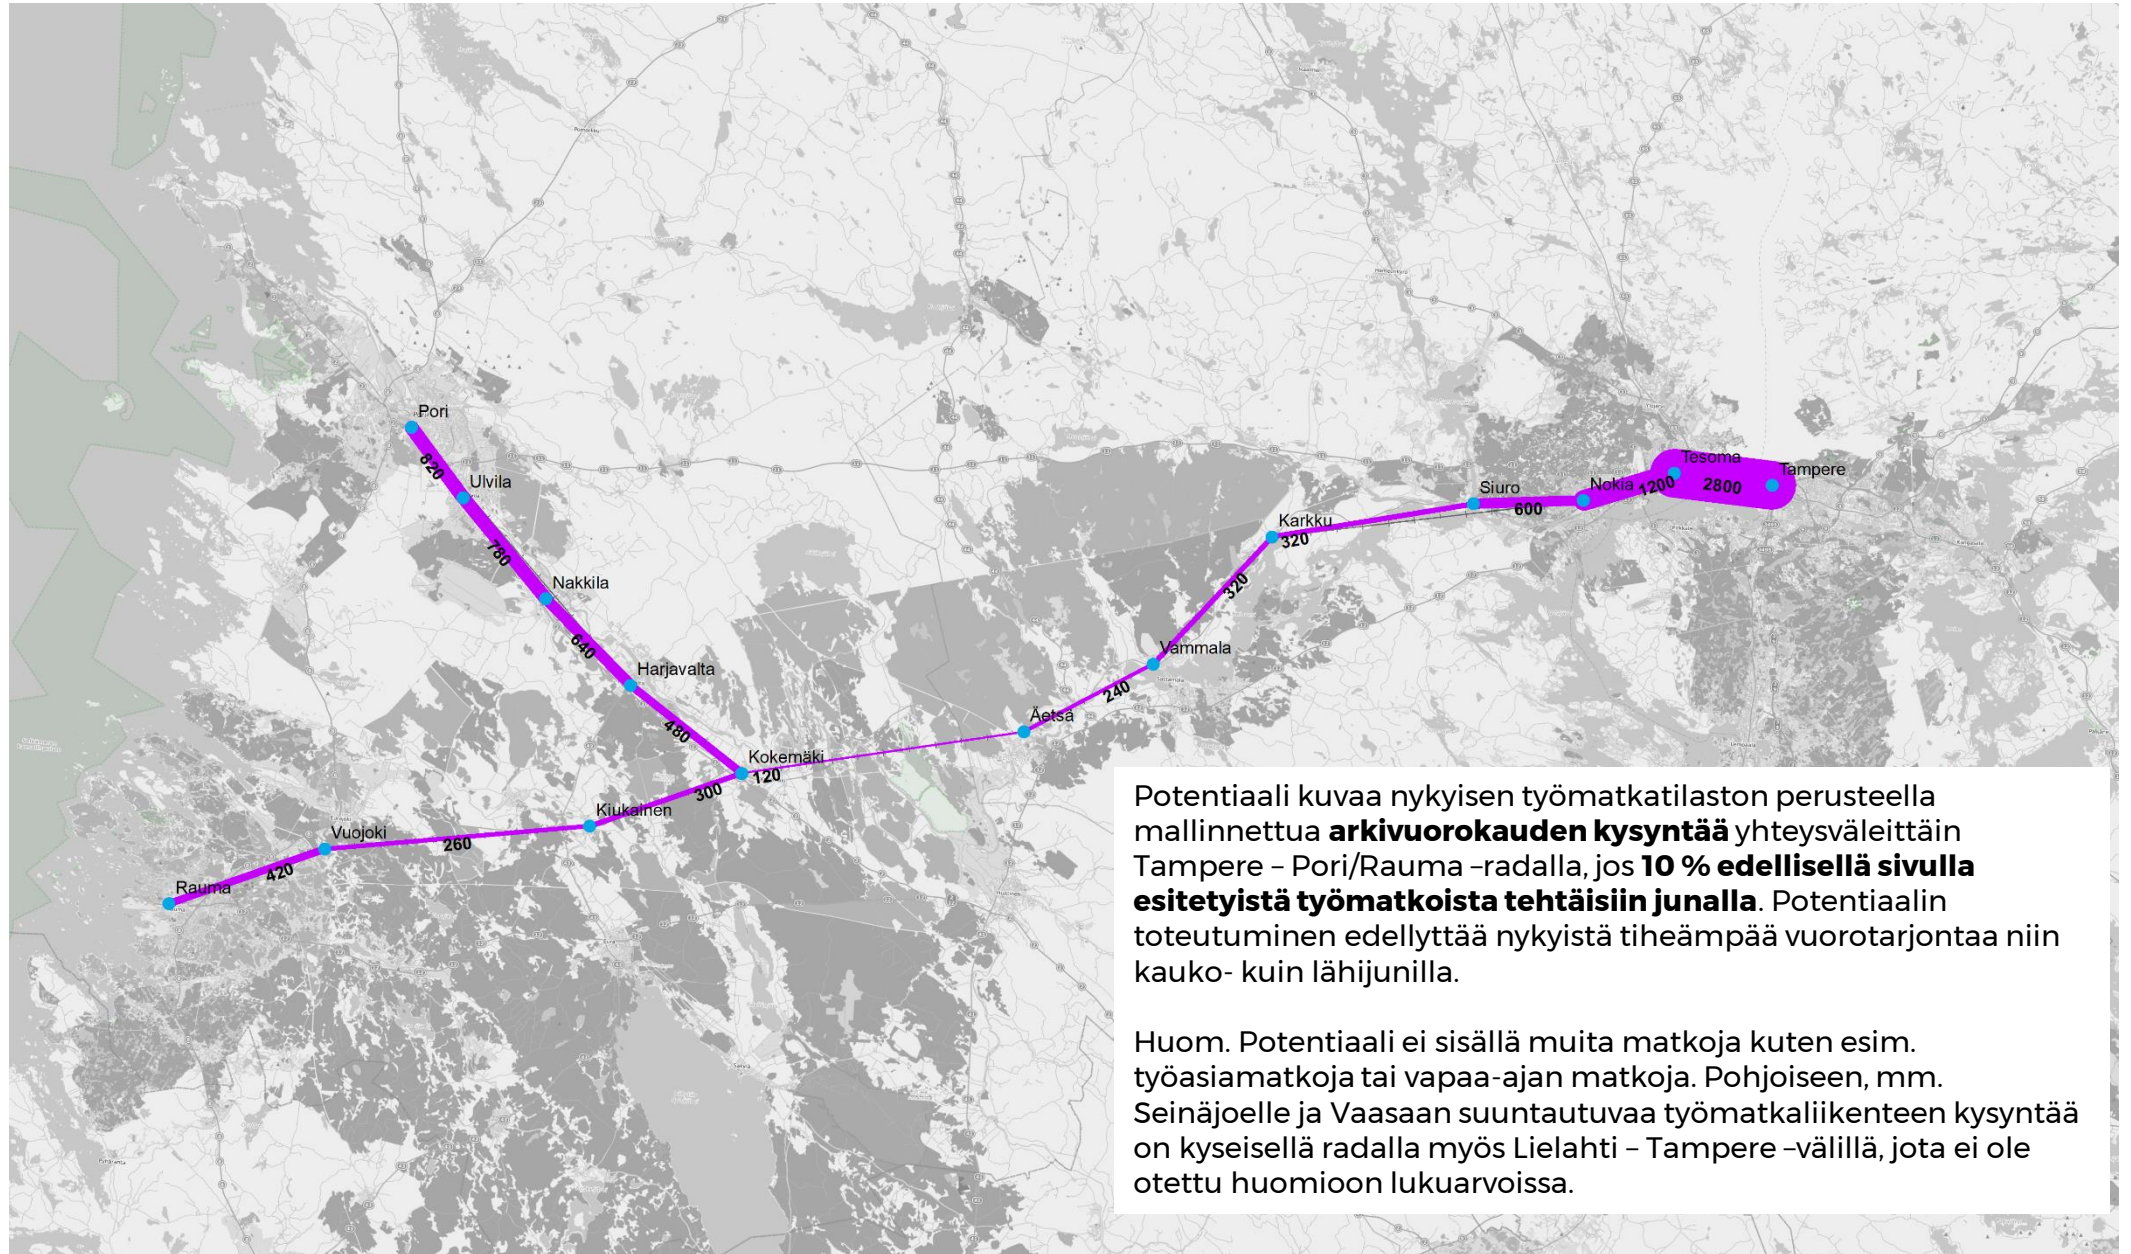 Pori
820
Ulvila
780
Nakkila
640
Harjavalta
480
Kokemäki
120
300
Kiukainen
260
Vuojoki
420
Rauma
Äetsä
240
Vammala
320
Karkku
320
Siuro
600
Nokia
1200
Tesoma
2800
Tampere
Potentiaali kuvaa nykyisen työmatkatilaston perusteella
mallinnettua arkivuorokauden kysyntää yhteysväleittäin
Tampere – Pori/Rauma –radalla, jos 10 % edellisellä sivulla
esitetyistä työmatkoista tehtäisiin junalla. Potentiaalin
toteutuminen edellyttää nykyistä tiheämpää vuorotarjontaa niin
kauko- kuin lähijunilla.
Huom. Potentiaali ei sisällä muita matkoja kuten esim.
työasiamatkoja tai vapaa-ajan matkoja. Pohjoiseen, mm.
Seinäjoelle ja Vaasaan suuntautuvaa työmatkaliikenteen kysyntää
on kyseisellä radalla myös Lielahti – Tampere –välillä, jota ei ole
otettu huomioon lukuarvoissa.